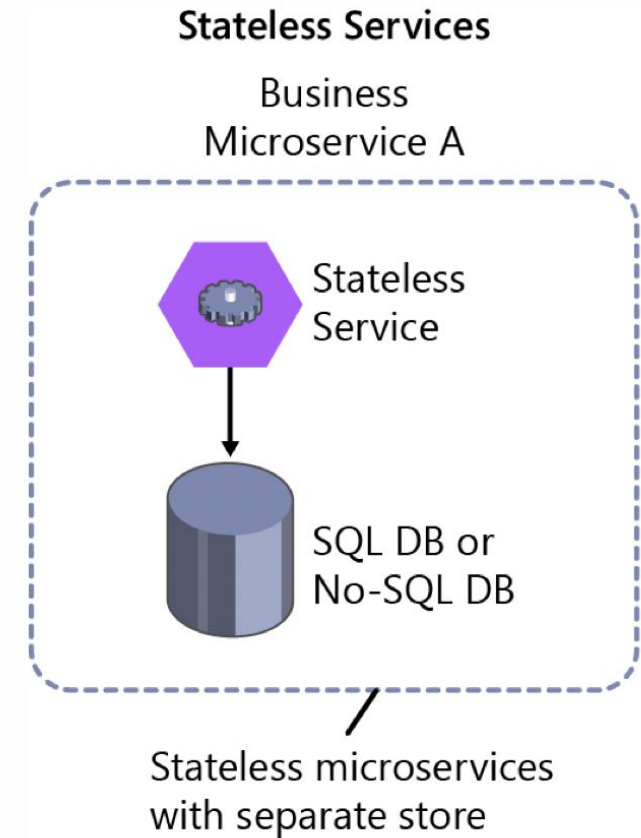 Stateless Services
Business
Microservice A
Stateless
Service
SQL DB or
No-SQL DB
Stateless microservices
with separate store